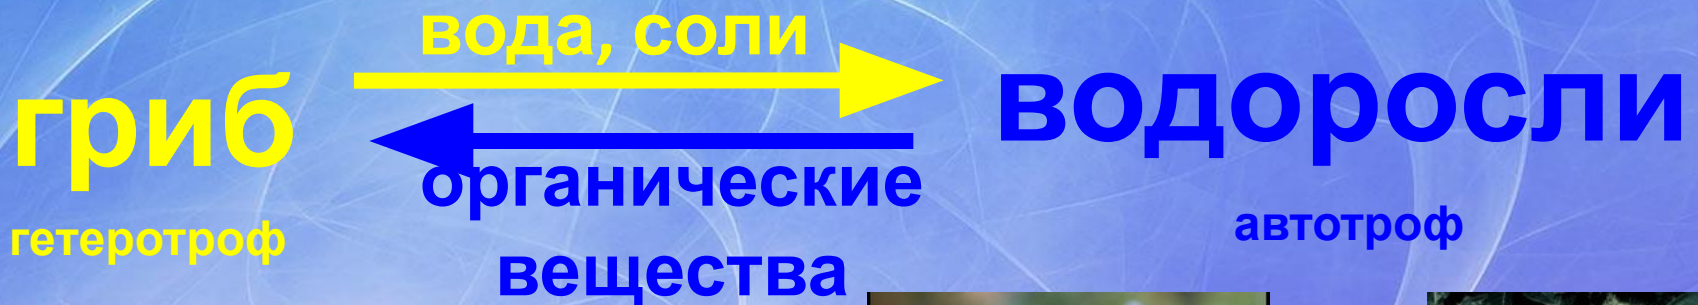 вода, соли
гриб
водоросли
органические
вещества
гетеротроф
автотроф